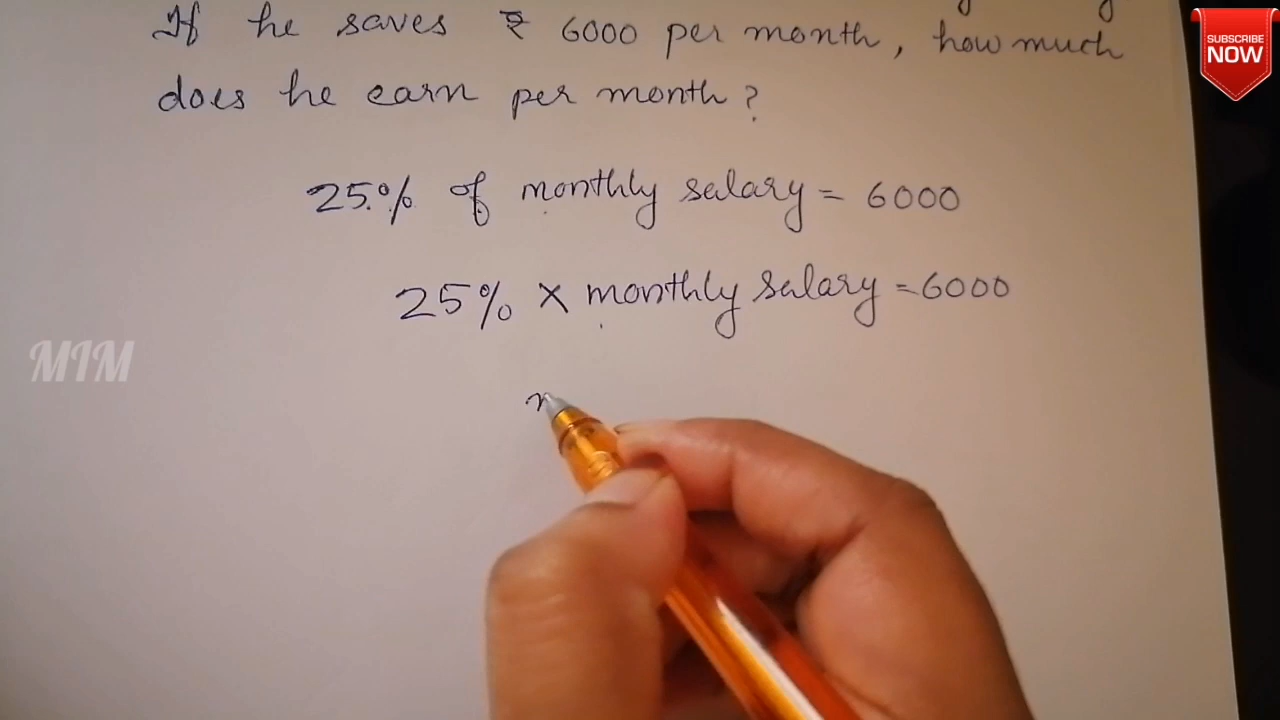 If he saves ₹ 6000 per month, how much
does he earn per month?
25% of monthly salary = 6000
25% × monthly salary = 6000
MIM
SUBSCRIBE
NOW